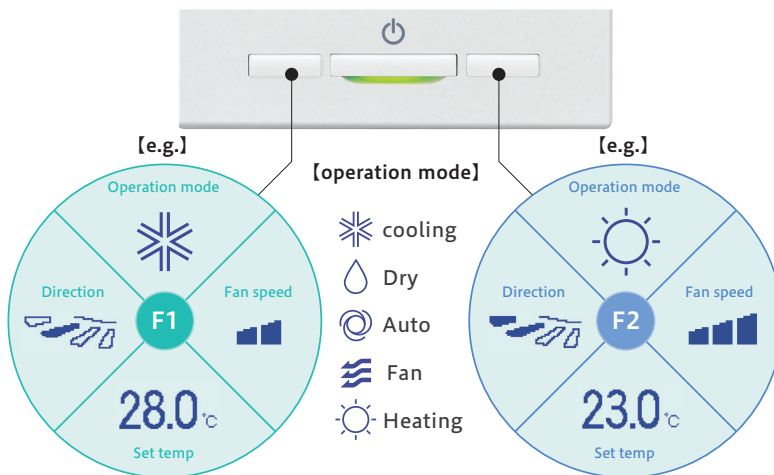 【e.g.】
【operation mode】
【e.g.】
Operation mode
Direction
Fan speed
F1
28.0°C
Set temp
cooling
Dry
Auto
Fan
Heating
Operation mode
Direction
Fan speed
F2
23.0°C
Set temp